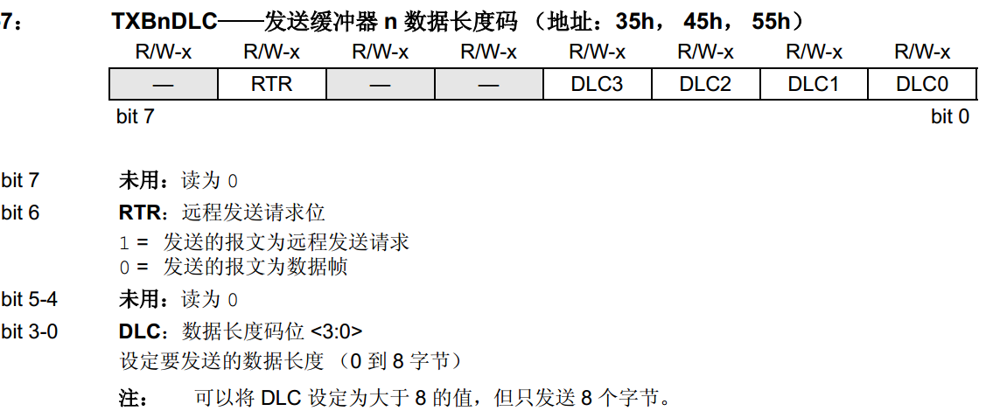 7： TXBnDLC——发送缓冲器 n 数据长度码 （地址：35h， 45h， 55h）
R/W-x R/W-x R/W-x R/W-x R/W-x R/W-x R/W-x R/W-x
— RTR — — DLC3 DLC2 DLC1 DLC0
bit 7 bit 0
bit 7 未用：读为 0
bit 6 RTR：远程发送请求位
1 = 发送的报文为远程发送请求
0 = 发送的报文为数据帧
bit 5-4 未用：读为 0
bit 3-0 DLC：数据长度码位 <3:0>
设定要发送的数据长度 （0 到 8 字节）
注： 可以将 DLC 设定为大于 8 的值，但只发送 8 个字节。